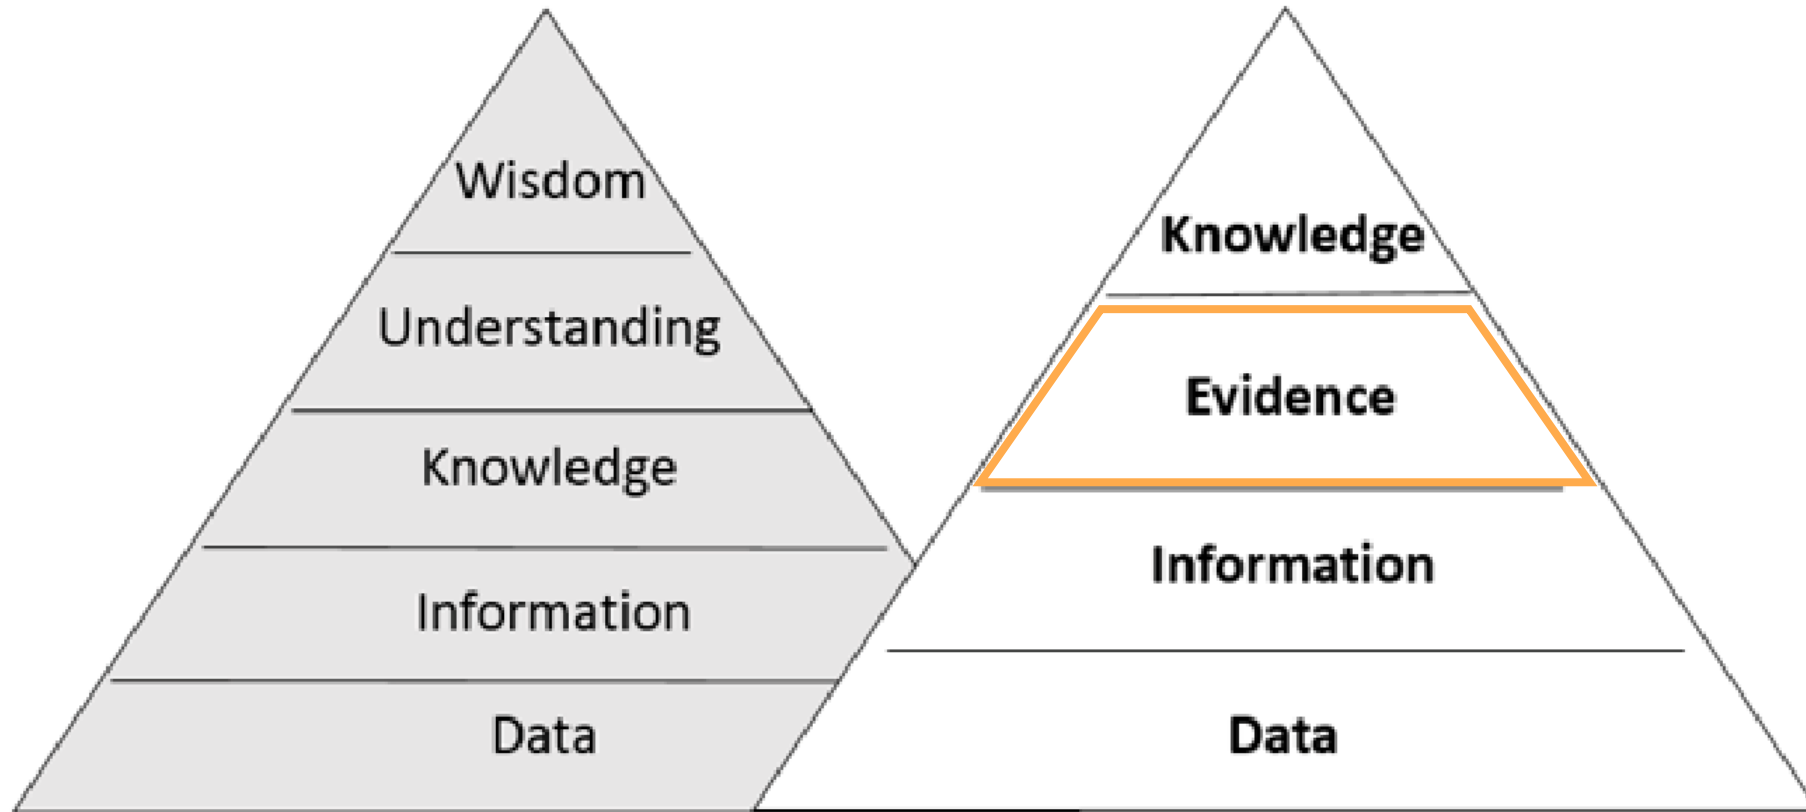 Wisdom
Understanding
Knowledge
Information
Data
Knowledge
Evidence
Information
Data